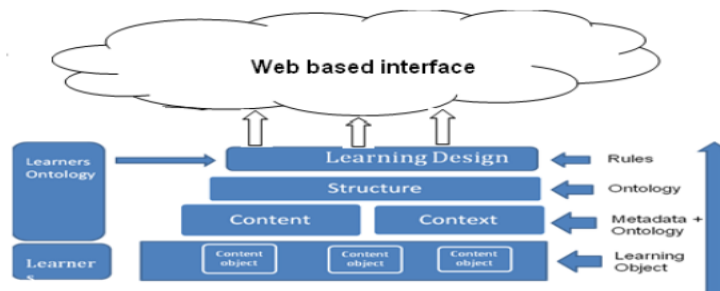 Web based interface
Learners
Ontology
Learning Design
Rules
Structure
Ontology
Content
Context
Metadata +
Ontology
Learner
s
Content
object
Content
object
Content
object
Learning
Object